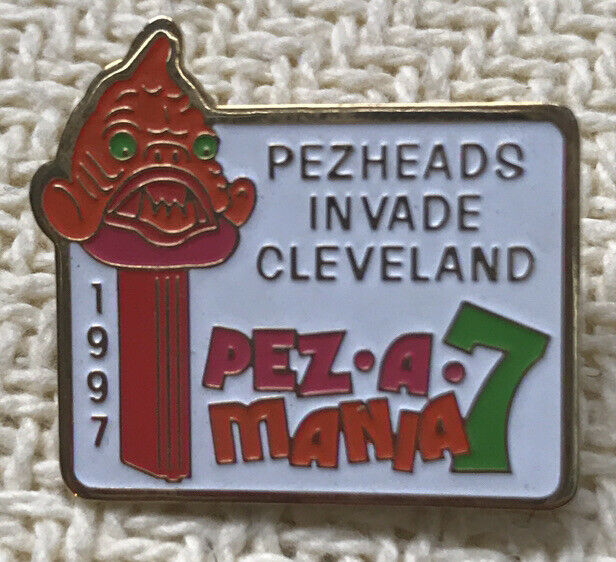 PEZHEADS
INVADE
CLEVELAND
1997
PEZ·A·
MANIA 7